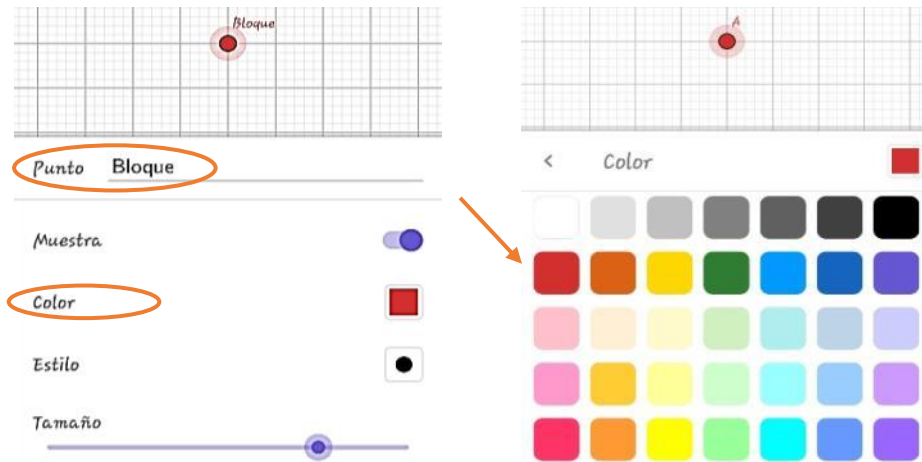 Bloque
Punto Bloque
Muestra
Color
Estilo
Tamaño
A
< Color